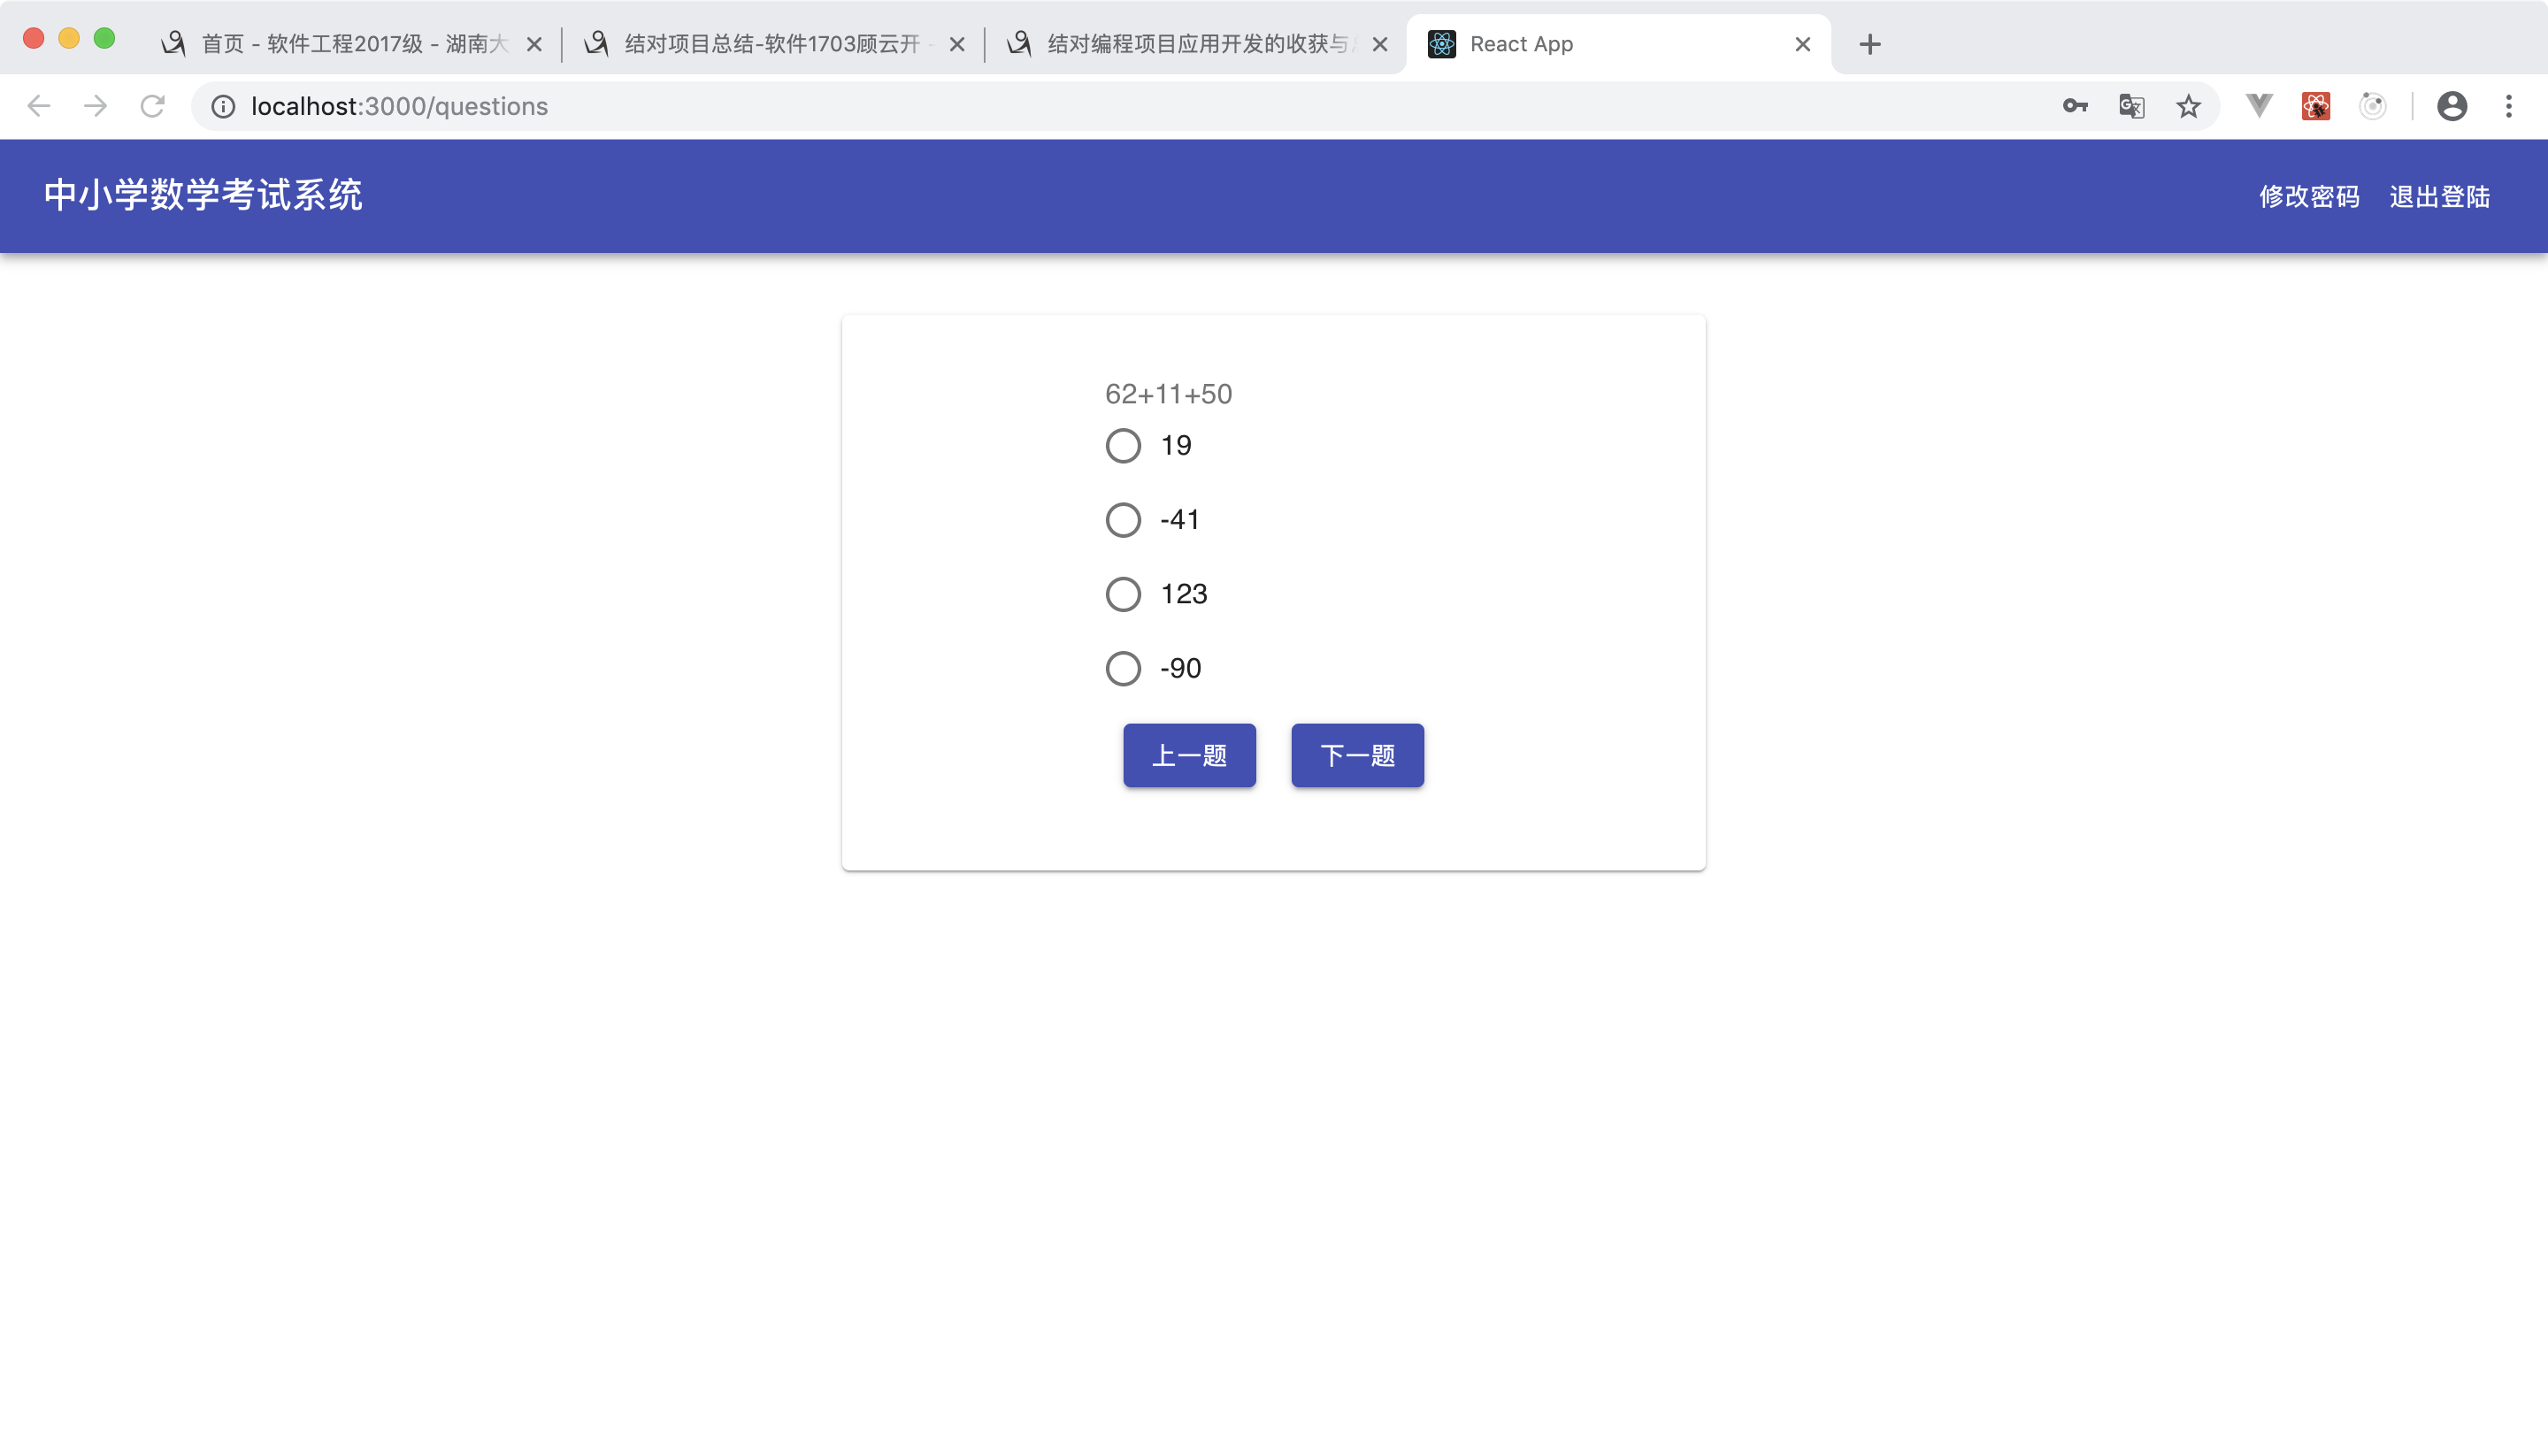 首页 - 软件工程2017级 - 湖南大
结对项目总结-软件1703顾云开 -
结对编程项目应用开发的收获与
React App
localhost:3000/questions
中小学数学考试系统
修改密码 退出登陆
62+11+50
19
-41
123
-90
上一题 下一题